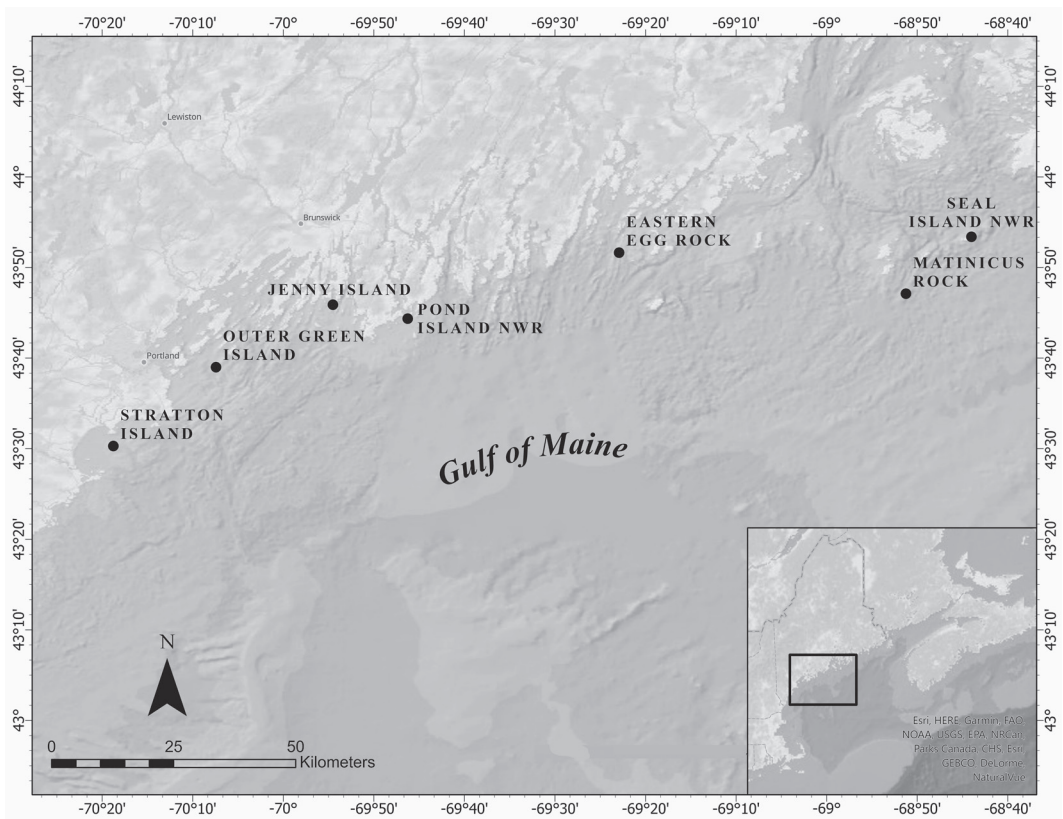 -70°20' -70°10' -70° -69°50' -69°40' -69°30' -69°20' -69°10' -69° -68°50' -68°40'
44°10' 44°10'
Lewiston
44° 44°
SEAL
ISLAND NWR
Brunswick
EASTERN
EGG ROCK
43°50' 43°50'
MATINICUS
ROCK
JENNY ISLAND
POND
ISLAND NWR
OUTER GREEN
ISLAND
Portland
43°40' 43°40'
STRATTON
ISLAND
43°30' 43°30'
Gulf of Maine
43°20' 43°20'
43°10' 43°10'
N
43° 43°
Esri, HERE, Garmin, FAO,
NOAA, USGS, EPA, NRCan,
Parks Canada, CHS, Esri,
GEBCO, DeLorme,
NaturalVue
0 25 50
Kilometers
-70°20' -70°10' -70° -69°50' -69°40' -69°30' -69°20' -69°10' -69° -68°50' -68°40'